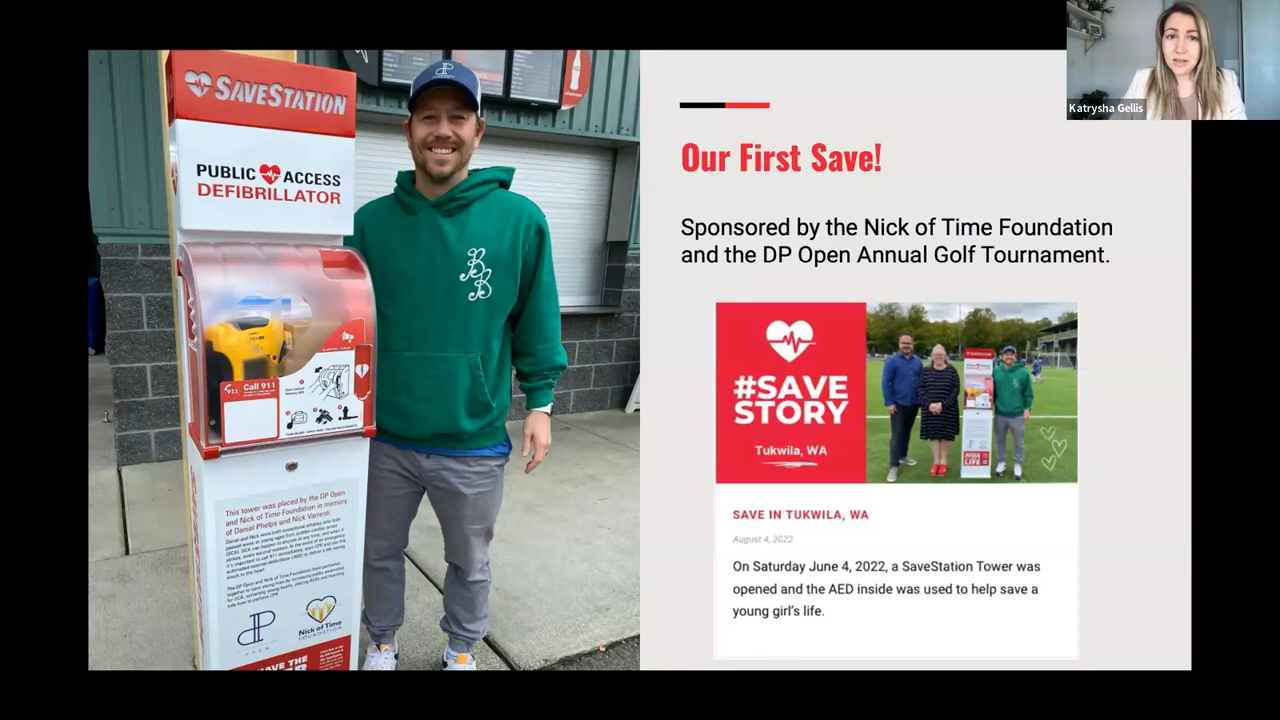 SAVESTATION
PUBLIC ACCESS
DEFIBRILLATOR
911
Call 911
This tower was placed by the DP Open
and Nick of Time Foundation in memory
of Daniel Phelps and Nick Varrenti
DP
OPEN
Nick of Time
FOUNDATION
BB
Katrysha Gellis
Our First Save!
Sponsored by the Nick of Time Foundation
and the DP Open Annual Golf Tournament.
#SAVE
STORY
Tukwila, WA
SAVE IN TUKWILA, WA
August 4, 2022
On Saturday June 4, 2022, a SaveStation Tower was
opened and the AED inside was used to help save a
young girl's life.